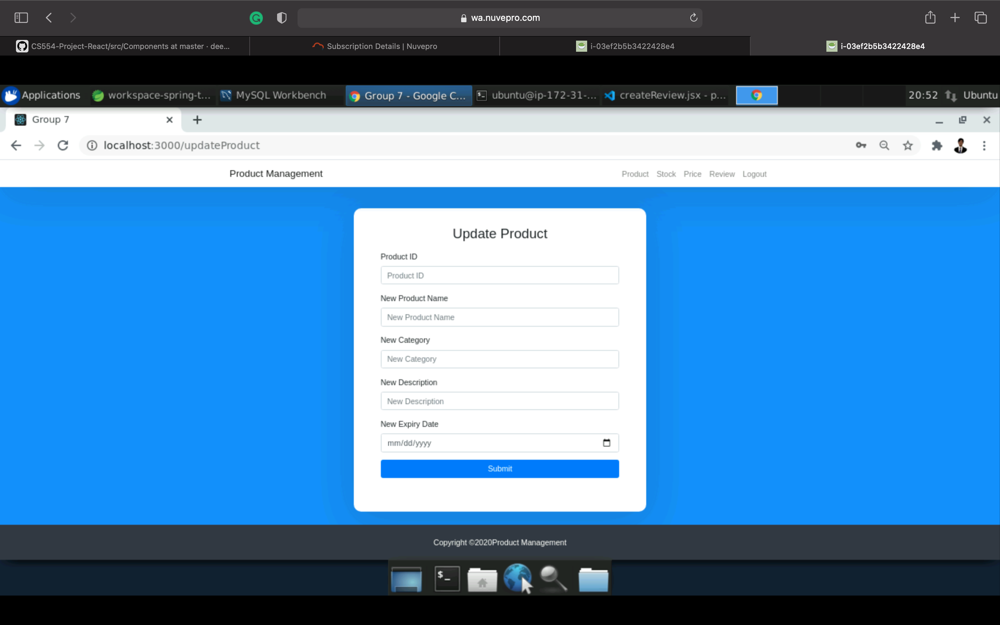 wa.nuvepro.com
CS554-Project-React/src/Components at master · dee...
Subscription Details | Nuvepro
i-03ef2b5b3422428e4
i-03ef2b5b3422428e4
Applications
workspace-spring-t...
MySQL Workbench
Group 7 - Google C...
ubuntu@ip-172-31-...
createReview.jsx - p...
20:52
Ubuntu
Group 7
localhost:3000/updateProduct
Product Management
Product Stock Price Review Logout
Update Product
Product ID
Product ID
New Product Name
New Product Name
New Category
New Category
New Description
New Description
New Expiry Date
mm/dd/yyyy
Submit
Copyright ©2020Product Management